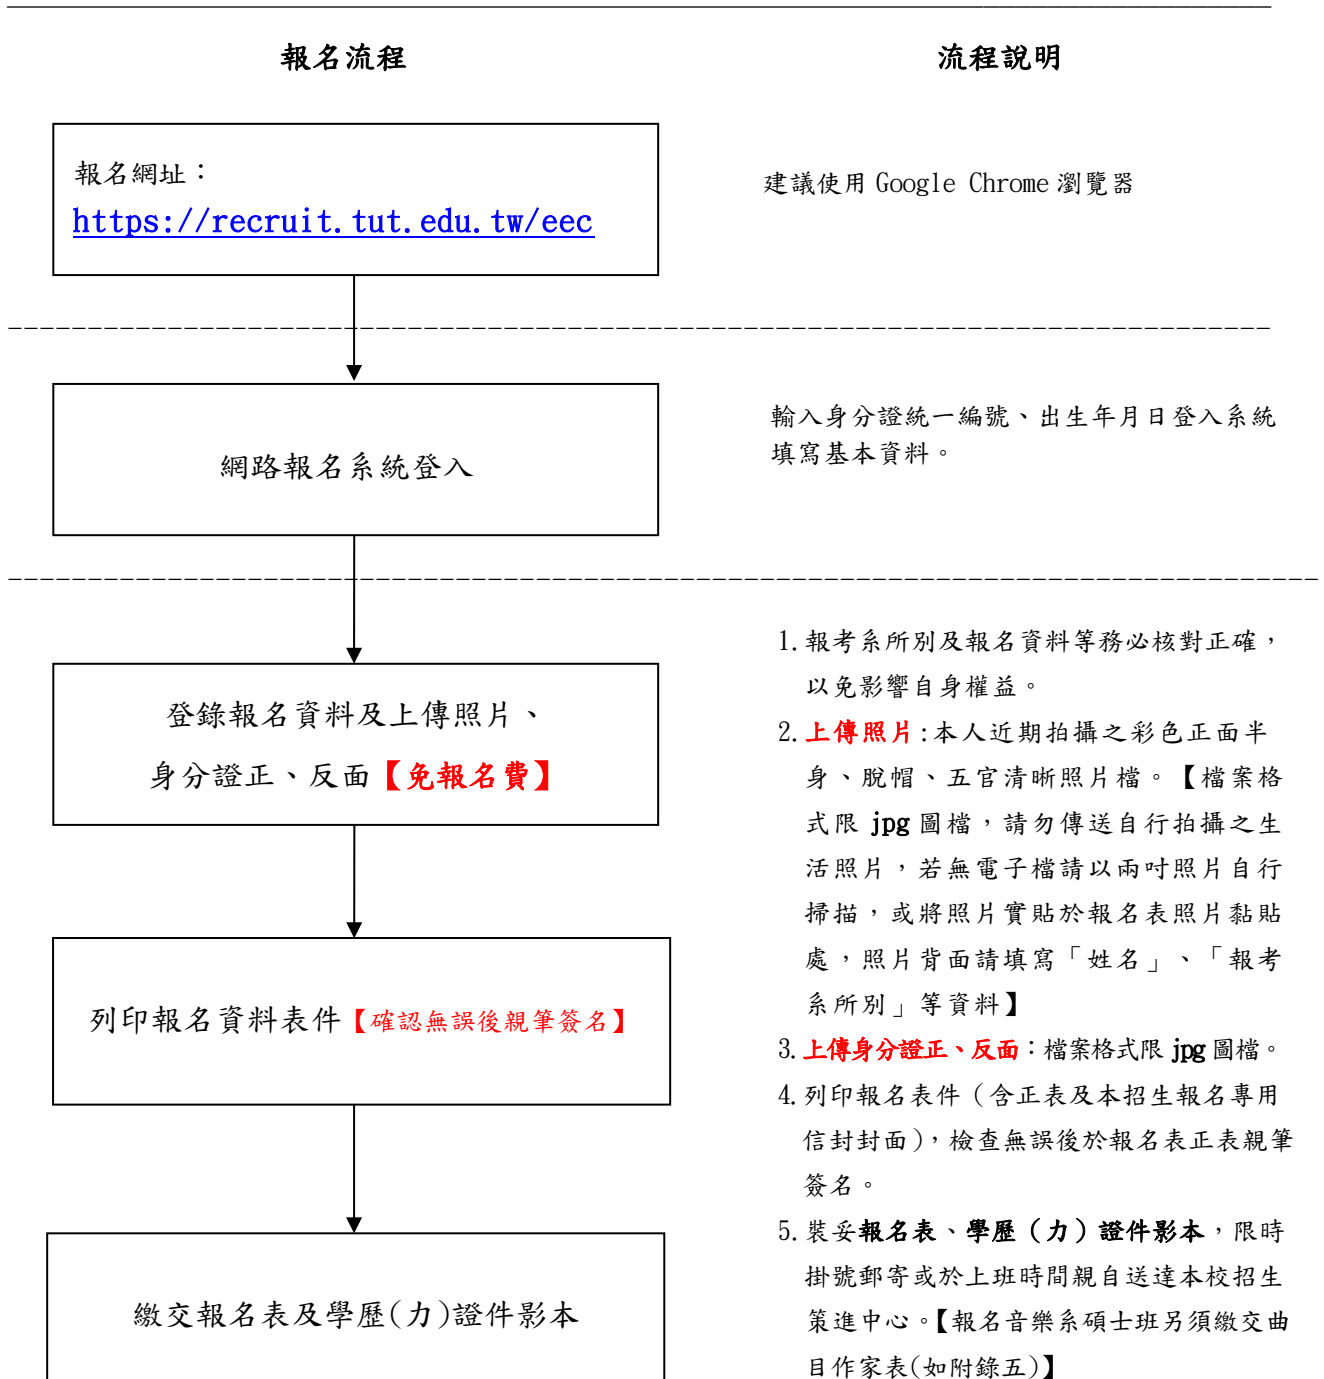 報名流程
流程說明
報名網址：
https://recruit.tut.edu.tw/eec
建議使用 Google Chrome 瀏覽器
網路報名系統登入
輸入身分證統一編號、出生年月日登入系統
填寫基本資料。
登錄報名資料及上傳照片、
身分證正、反面【免報名費】
列印報名資料表件【確認無誤後親筆簽名】
繳交報名表及學歷(力)證件影本
1.報考系所別及報名資料等務必核對正確，
以免影響自身權益。
2.上傳照片:本人近期拍攝之彩色正面半
身、脫帽、五官清晰照片檔。【檔案格
式限 jpg 圖檔，請勿傳送自行拍攝之生
活照片，若無電子檔請以兩吋照片自行
掃描，或將照片實貼於報名表照片黏貼
處，照片背面請填寫「姓名」、「報考
系所別」等資料】
3.上傳身分證正、反面：檔案格式限 jpg 圖檔。
4.列印報名表件（含正表及本招生報名專用
信封封面），檢查無誤後於報名表正表親筆
簽名。
5.裝妥報名表、學歷（力）證件影本，限時
掛號郵寄或於上班時間親自送達本校招生
策進中心。【報名音樂系碩士班另須繳交曲
目作家表(如附錄五)】